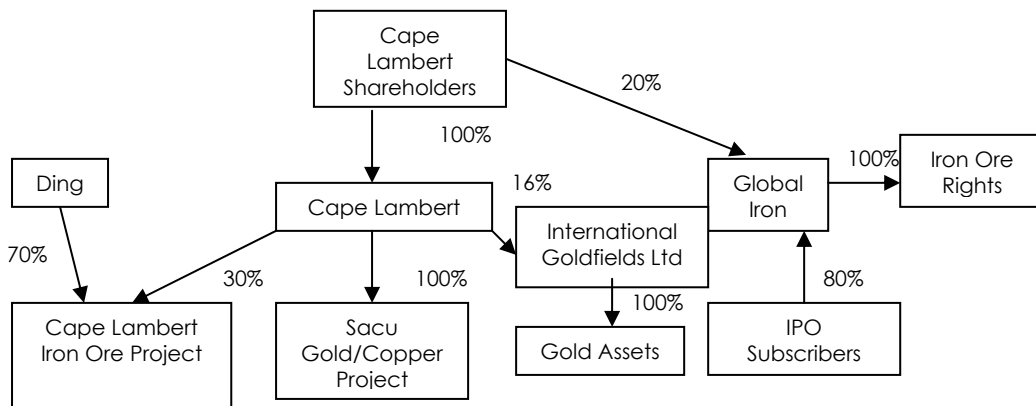 Cape
Lambert
Shareholders
20%
100%
100%
Iron Ore
Rights
Ding
Global
Iron
16%
Cape Lambert
International
Goldfields Ltd
70%
30%
100%
100%
80%
Cape Lambert
Iron Ore Project
Sacu
Gold/Copper
Project
Gold Assets
IPO
Subscribers